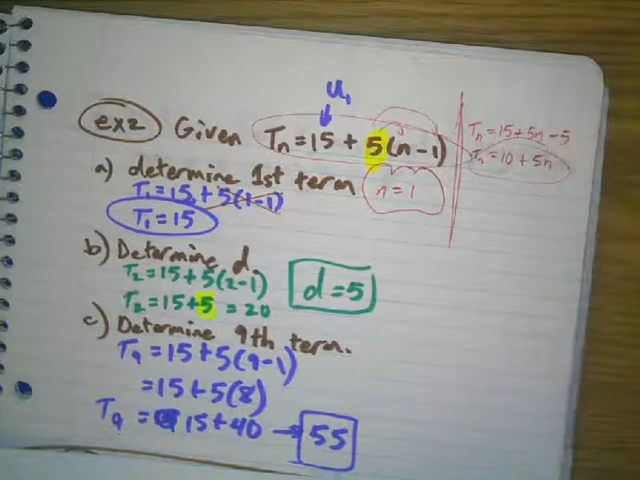 u₁
ex2 Given Tn = 15 + 5(n-1)
a) determine 1st term n = 1
T₁ = 15 + 5(1-1)
T₁ = 15
b) Determine d
T₂ = 15 + 5(2-1)
d = 5
T₂ = 15 + 5 = 20
c) Determine 9th term.
T₉ = 15 + 5(9-1)
= 15 + 5(8)
T₉ = 15 + 40 → 55
Tn = 15 + 5n - 5
Tn = 10 + 5n